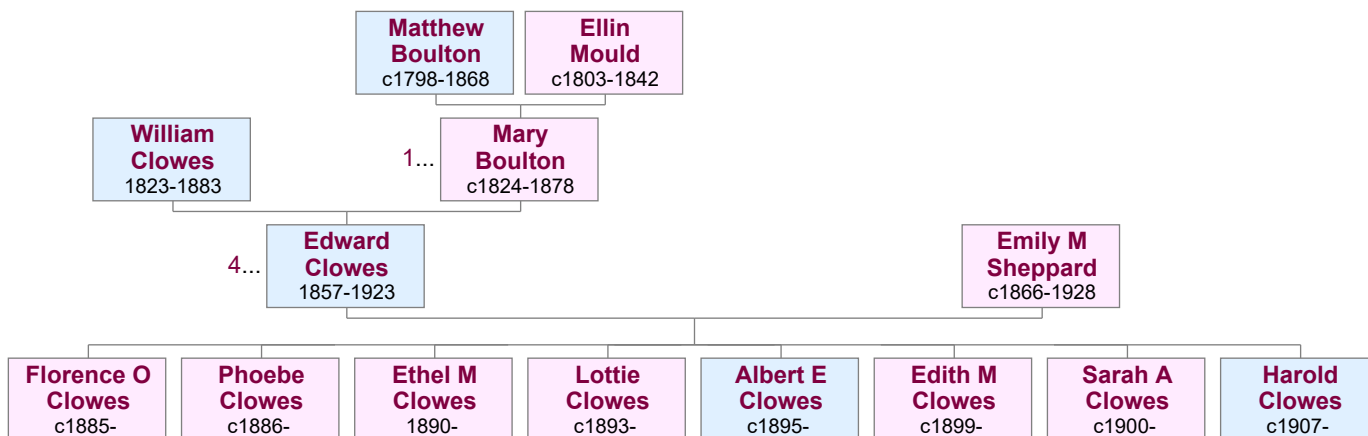 Matthew
Boulton
c1798-1868
Ellin
Mould
c1803-1842
William
Clowes
1823-1883
1...
Mary
Boulton
c1824-1878
4...
Edward
Clowes
1857-1923
Emily M
Sheppard
c1866-1928
Florence O
Clowes
c1885-
Phoebe
Clowes
c1886-
Ethel M
Clowes
1890-
Lottie
Clowes
c1893-
Albert E
Clowes
c1895-
Edith M
Clowes
c1899-
Sarah A
Clowes
c1900-
Harold
Clowes
c1907-